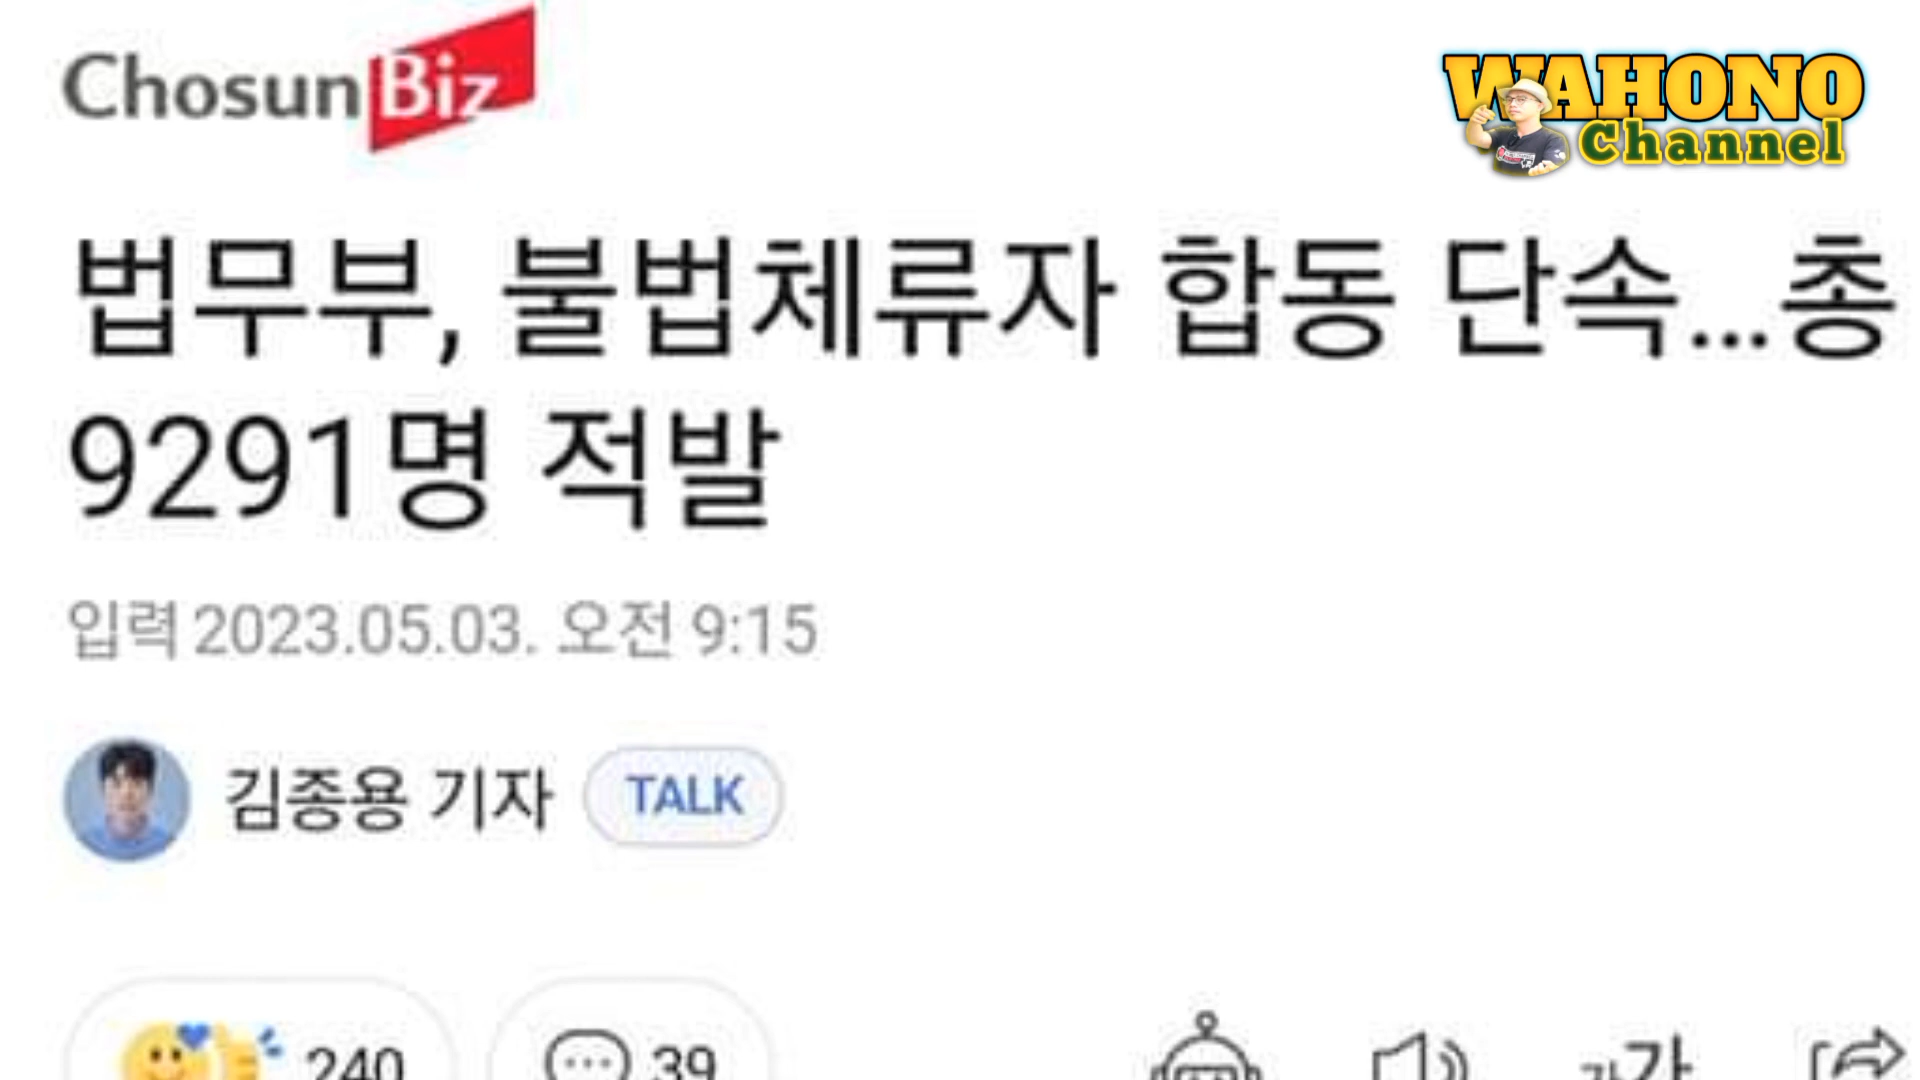 ChosunBiz
WAHONO
Channel
법무부, 불법체류자 합동 단속...총
9291명 적발
입력 2023.05.03. 오전 9:15
김종용 기자 TALK
240 39 가가